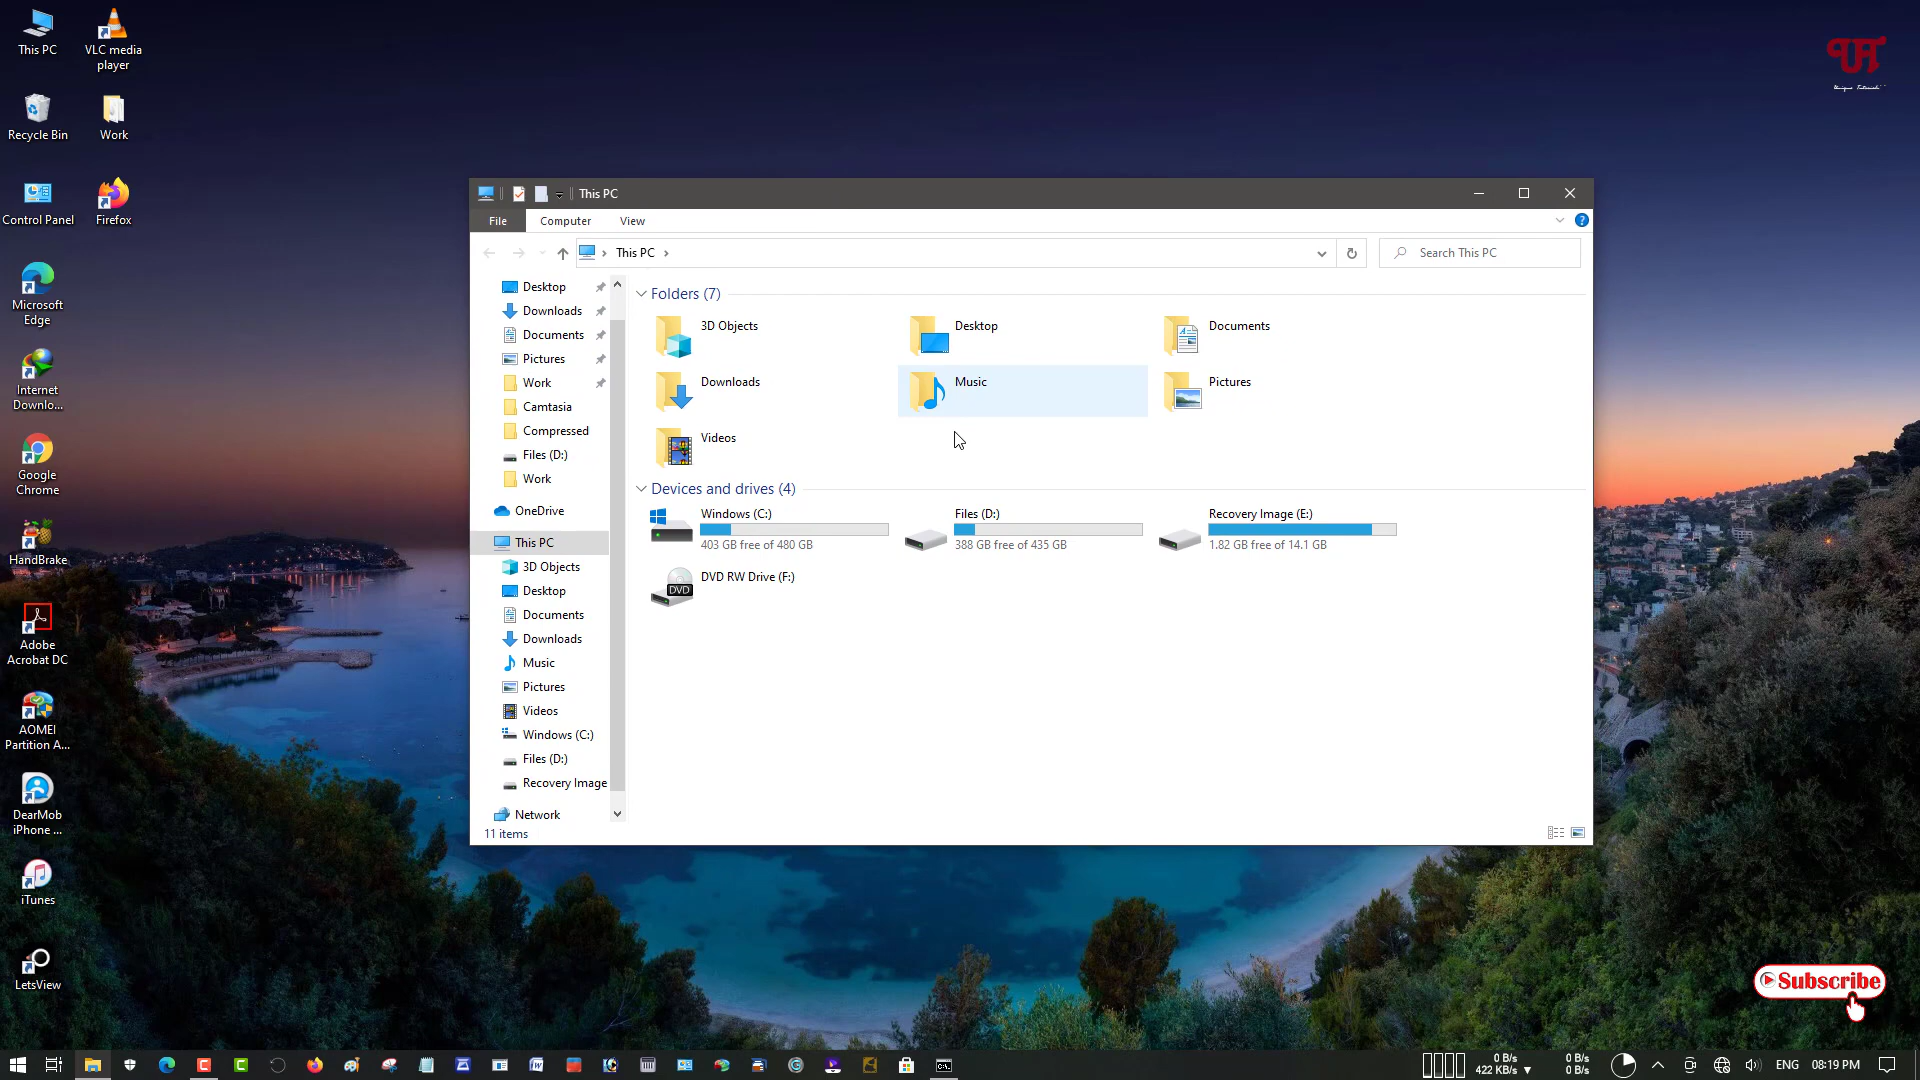 This PC
VLC media
player
Recycle Bin
Work
Control Panel
Firefox
Microsoft
Edge
Internet
Downlo...
Google
Chrome
HandBrake
Adobe
Acrobat DC
AOMEI
Partition A...
DearMob
iPhone ...
iTunes
LetsView
This PC
File
Computer
View
This PC
Search This PC
Desktop
Downloads
Documents
Pictures
Work
Camtasia
Compressed
Files (D:)
Work
OneDrive
This PC
3D Objects
Desktop
Documents
Downloads
Music
Pictures
Videos
Windows (C:)
Files (D:)
Recovery Image
Network
11 items
Folders (7)
3D Objects
Desktop
Documents
Downloads
Music
Pictures
Videos
Devices and drives (4)
Windows (C:)
403 GB free of 480 GB
Files (D:)
388 GB free of 435 GB
Recovery Image (E:)
1.82 GB free of 14.1 GB
DVD
DVD RW Drive (F:)
UT
Unique Tutorials
Subscribe
0 B/s
422 KB/s
0 B/s
0 B/s
ENG
08:19 PM